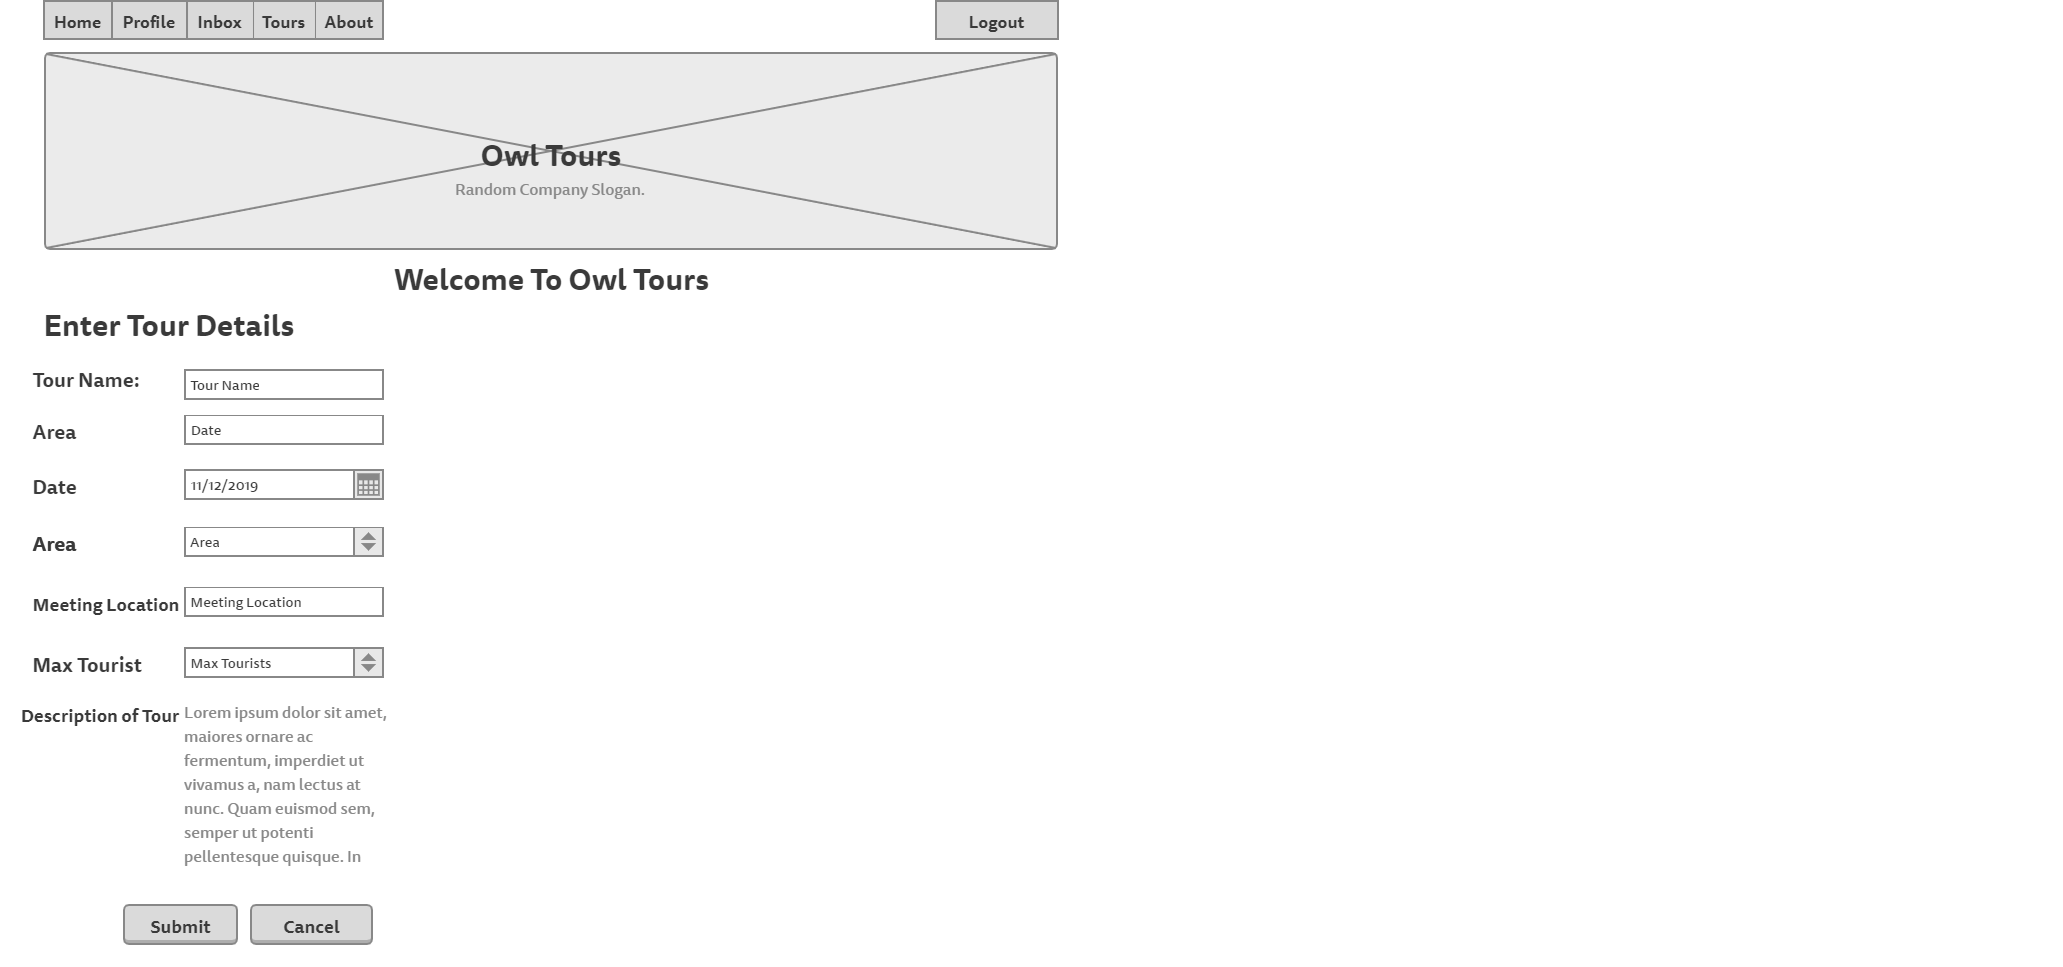 Home Profile Inbox Tours About Logout
Owl Tours
Random Company Slogan.
Welcome To Owl Tours
Enter Tour Details
Tour Name: Tour Name
Area Date
Date 11/12/2019
Area Area
Meeting Location Meeting Location
Max Tourist Max Tourists
Description of Tour Lorem ipsum dolor sit amet,
maiores ornare ac
fermentum, imperdiet ut
vivamus a, nam lectus at
nunc. Quam euismod sem,
semper ut potenti
pellentesque quisque. In
Submit Cancel